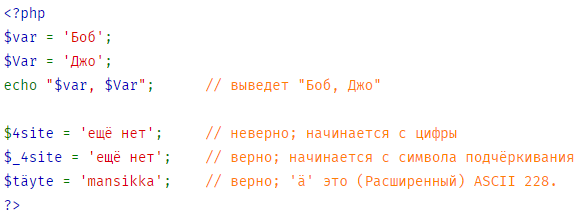 <?php
$var = 'Боб';
$Var = 'Джо';
echo "$var, $Var";      // выведет "Боб, Джо"

$4site = 'ещё нет';     // неверно; начинается с цифры
$_4site = 'ещё нет';    // верно; начинается с символа подчёркивания
$täyte = 'mansikka';    // верно; 'ä' это (Расширенный) ASCII 228.
?>